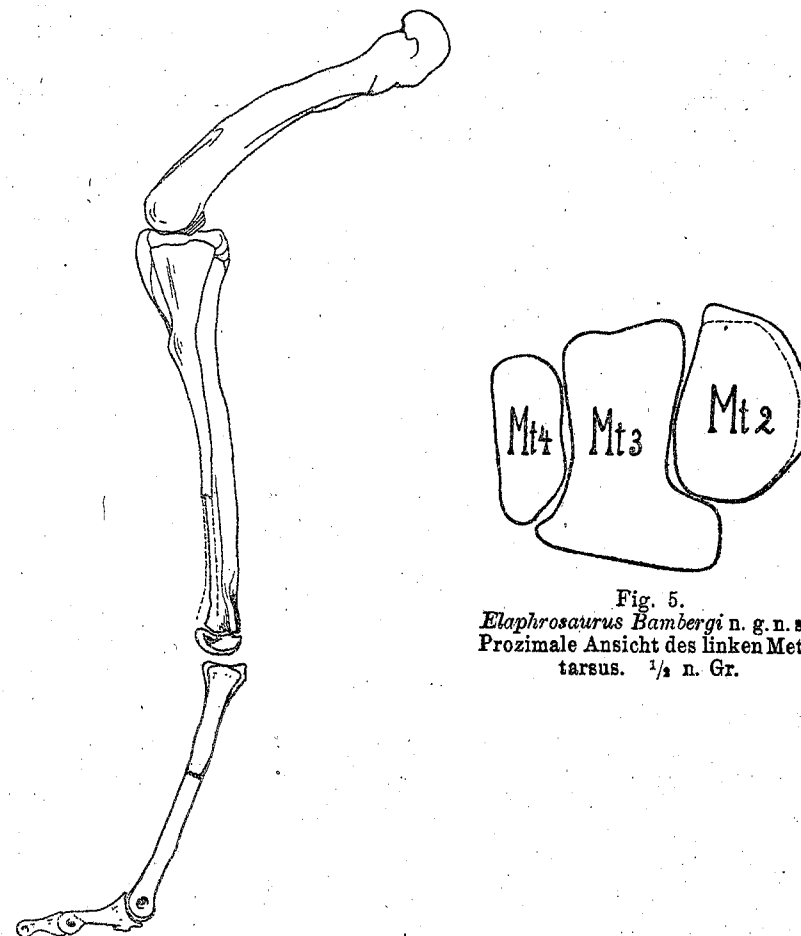 Mt4 Mt3 Mt2
Fig. 5.
Elaphrosaurus Bambergi n. g. n. s
Prozimale Ansicht des linken Met
tarsus. ¹/₂ n. Gr.